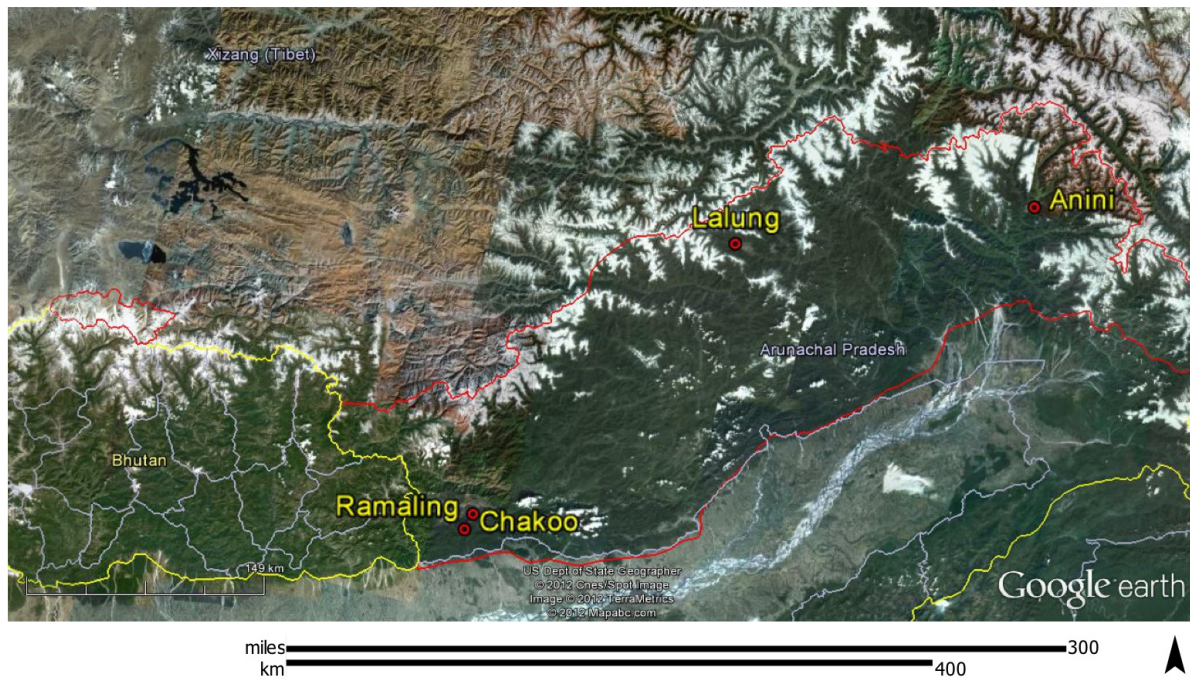 Xizang (Tibet)
Anini
Lalung
Arunachal Pradesh
Bhutan
Ramaling
Chakoo
149 km
US Dept of State Geographer
© 2012 Cnes/Spot Image
Image © 2012 TerraMetrics
© 2012 Mapabc.com
Google earth
miles 300
km 400